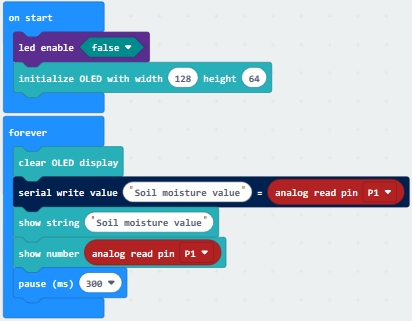 on start
led enable false
initialize OLED with width 128 height 64
forever
clear OLED display
serial write value "Soil moisture value" = analog read pin P1
show string "Soil moisture value"
show number analog read pin P1
pause (ms) 300